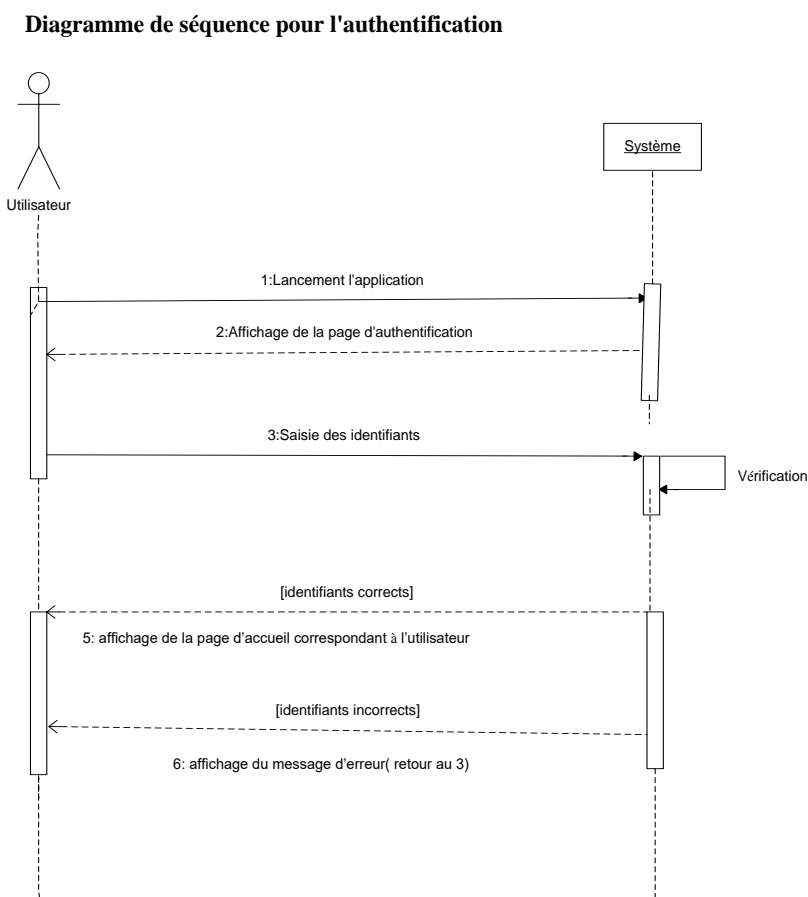 Diagramme de séquence pour l'authentification
Système
Utilisateur
1:Lancement l'application
2:Affichage de la page d'authentification
3:Saisie des identifiants
Vérification
[identifiants corrects]
5: affichage de la page d’accueil correspondant à l’utilisateur
[identifiants incorrects]
6: affichage du message d’erreur( retour au 3)